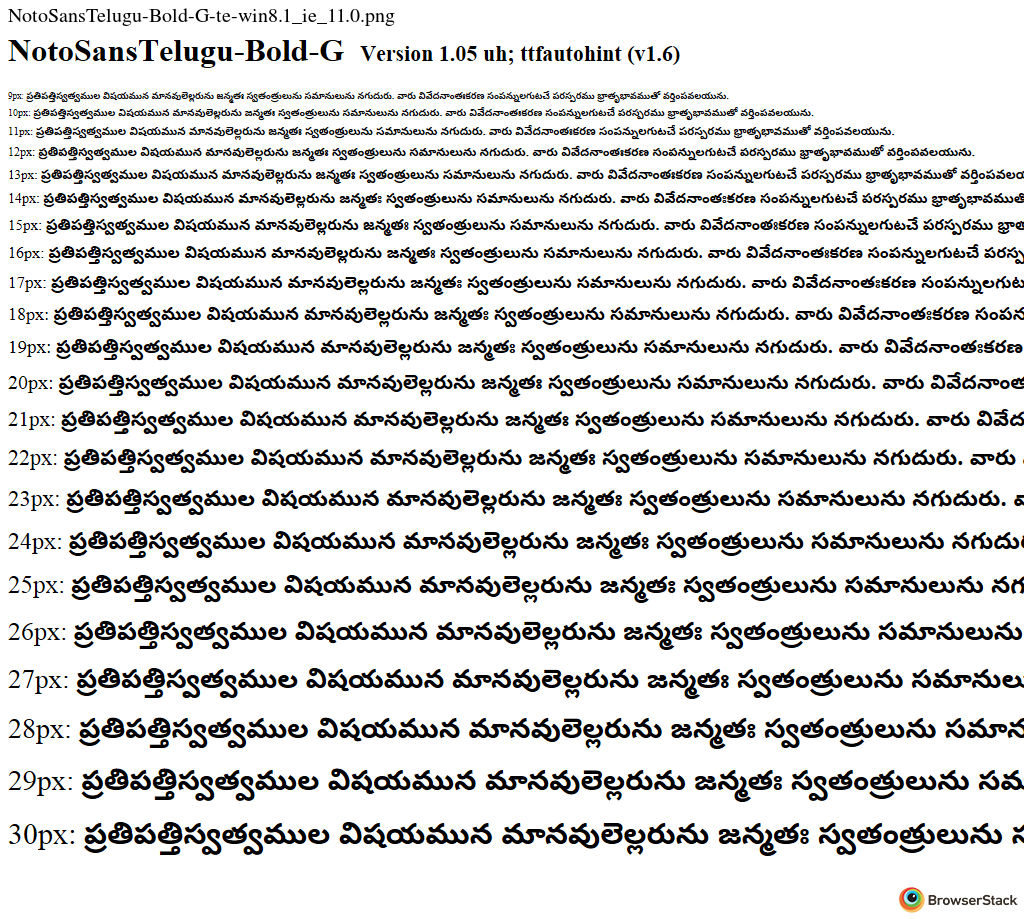 NotoSansTelugu-Bold-G-te-win8.1_ie_11.0.png
NotoSansTelugu-Bold-G Version 1.05 uh; ttfautohint (v1.6)
9px: ప్రతిపత్తిస్వత్వముల విషయమున మానవులెల్లరును జన్మతః స్వతంత్రులును సమానులును నగుదురు. వారు వివేదనాంతఃకరణ సంపన్నులగుటచే పరస్పరము భ్రాతృభావముతో వర్తింపవలయును.
10px: ప్రతిపత్తిస్వత్వముల విషయమున మానవులెల్లరును జన్మతః స్వతంత్రులును సమానులును నగుదురు. వారు వివేదనాంతఃకరణ సంపన్నులగుటచే పరస్పరము భ్రాతృభావముతో వర్తింపవలయును.
11px: ప్రతిపత్తిస్వత్వముల విషయమున మానవులెల్లరును జన్మతః స్వతంత్రులును సమానులును నగుదురు. వారు వివేదనాంతఃకరణ సంపన్నులగుటచే పరస్పరము భ్రాతృభావముతో వర్తింపవలయును.
12px: ప్రతిపత్తిస్వత్వముల విషయమున మానవులెల్లరును జన్మతః స్వతంత్రులును సమానులును నగుదురు. వారు వివేదనాంతఃకరణ సంపన్నులగుటచే పరస్పరము భ్రాతృభావముతో వర్తింపవలయును.
13px: ప్రతిపత్తిస్వత్వముల విషయమున మానవులెల్లరును జన్మతః స్వతంత్రులును సమానులును నగుదురు. వారు వివేదనాంతఃకరణ సంపన్నులగుటచే పరస్పరము భ్రాతృభావముతో
14px: ప్రతిపత్తిస్వత్వముల విషయమున మానవులెల్లరును జన్మతః స్వతంత్రులును సమానులును నగుదురు. వారు వివేదనాంతఃకరణ సంపన్నులగుటచే పరస్పరము
15px: ప్రతిపత్తిస్వత్వముల విషయమున మానవులెల్లరును జన్మతః స్వతంత్రులును సమానులును నగుదురు. వారు వివేదనాంతఃకరణ సంపన్నులగుటచే పరస్పరము
16px: ప్రతిపత్తిస్వత్వముల విషయమున మానవులెల్లరును జన్మతః స్వతంత్రులును సమానులును నగుదురు. వారు వివేదనాంతఃకరణ సంపన్నులగుటచే
17px: ప్రతిపత్తిస్వత్వముల విషయమున మానవులెల్లరును జన్మతః స్వతంత్రులును సమానులును నగుదురు. వారు వివేదనాంతఃకరణ
18px: ప్రతిపత్తిస్వత్వముల విషయమున మానవులెల్లరును జన్మతః స్వతంత్రులును సమానులును నగుదురు. వారు వివేదనాంతఃకరణ
19px: ప్రతిపత్తిస్వత్వముల విషయమున మానవులెల్లరును జన్మతః స్వతంత్రులును సమానులును నగుదురు. వారు వివేదనాంతఃకరణ
20px: ప్రతిపత్తిస్వత్వముల విషయమున మానవులెల్లరును జన్మతః స్వతంత్రులును సమానులును నగుదురు. వారు
21px: ప్రతిపత్తిస్వత్వముల విషయమున మానవులెల్లరును జన్మతః స్వతంత్రులును సమానులును నగుదురు. వారు
22px: ప్రతిపత్తిస్వత్వముల విషయమున మానవులెల్లరును జన్మతః స్వతంత్రులును సమానులును నగుదురు. వారు
23px: ప్రతిపత్తిస్వత్వముల విషయమున మానవులెల్లరును జన్మతః స్వతంత్రులును సమానులును నగుదురు.
24px: ప్రతిపత్తిస్వత్వముల విషయమున మానవులెల్లరును జన్మతః స్వతంత్రులును సమానులును
25px: ప్రతిపత్తిస్వత్వముల విషయమున మానవులెల్లరును జన్మతః స్వతంత్రులును సమానులును
26px: ప్రతిపత్తిస్వత్వముల విషయమున మానవులెల్లరును జన్మతః స్వతంత్రులును సమానులును
27px: ప్రతిపత్తిస్వత్వముల విషయమున మానవులెల్లరును జన్మతః స్వతంత్రులును
28px: ప్రతిపత్తిస్వత్వముల విషయమున మానవులెల్లరును జన్మతః స్వతంత్రులును
29px: ప్రతిపత్తిస్వత్వముల విషయమున మానవులెల్లరును జన్మతః స్వతంత్రులును
30px: ప్రతిపత్తిస్వత్వముల విషయమున మానవులెల్లరును జన్మతః స్వతంత్రులును
BrowserStack